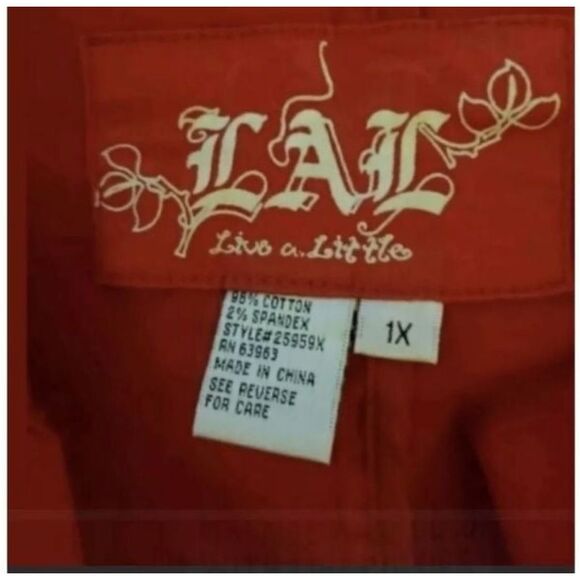 LAL
Live a. Little
98% COTTON
2% SPANDEX
STYLE# 25959X
RN 63963
MADE IN CHINA
SEE REVERSE
FOR CARE
1X